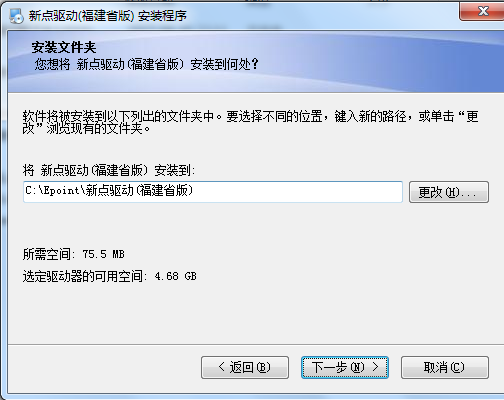 新点驱动(福建省版) 安装程序
安装文件夹
您想将 新点驱动(福建省版) 安装到何处?
软件将被安装到以下列出的文件夹中。要选择不同的位置，键入新的路径，或单击“更
改”浏览现有的文件夹。
将 新点驱动(福建省版) 安装到:
C:\Epoint\新点驱动(福建省版)
更改(H)...
所需空间: 75.5 MB
选定驱动器的可用空间: 4.68 GB
< 返回(B)
下一步(N) >
取消(C)